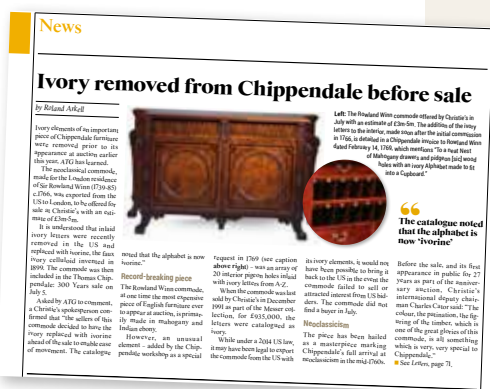 News
Ivory removed from Chippendale before sale
by Roland Arkell
Ivory elements of an important
piece of Chippendale furniture
were removed prior to its
appearance at auction earlier
this year, ATG has learned.
The neoclassical commode,
made for the London residence
of Sir Rowland Winn (1739-85)
c.1766, was exported from the
US to London, to be offered for
sale at Christie's with an esti-
mate of £3m-5m.
It is understood that inlaid
ivory letters were recently
removed in the US and
replaced with ivorine, the faux
ivory celluloid invented in
1899. The commode was then
included in the Thomas Chip-
pendale: 300 Years sale on
July 5.
Asked by ATG to comment,
a Christie's spokesperson con-
firmed that "the sellers of this
commode decided to have the
ivory replaced with ivorine
ahead of the sale to enable ease
of movement. The catalogue
noted that the alphabet is now
ivorine."
Record-breaking piece
The Rowland Winn commode,
at one time the most expensive
piece of English furniture ever
to appear at auction, is primar-
ily made in mahogany and
Indian ebony.
However, an unusual
element – added by the Chip-
pendale workshop as a special
request in 1769 (see caption
above right) – was an array of
20 interior pigeon holes inlaid
with ivory letters from A-Z.
When the commode was last
sold by Christie's in December
1991 as part of the Messer col-
lection, for £935,000, the
letters were catalogued as
ivory.
While under a 2014 US law,
it may have been legal to export
the commode from the US with
its ivory elements, it would not
have been possible to bring it
back to the US in the event the
commode failed to sell or
attracted interest from US bid-
ders. The commode did not
find a buyer in July.
Neoclassicism
The piece has been hailed
as a masterpiece marking
Chippendale's full arrival at
neoclassicism in the mid-1760s.
Left: The Rowland Winn commode offered by Christie's in
July with an estimate of £3m-5m. The addition of the ivory
letters to the interior, made soon after the initial commission
in 1766, is detailed in a Chippendale invoice to Rowland Winn
dated February 14, 1769, which mentions "To a neat Nest
of Mahogany drawers and pidgeon [sic] wood
holes with an Ivory Alphabet made to fit
into a Cupboard."
“
The catalogue noted
that the alphabet is
now 'ivorine'
Before the sale, and its first
appearance in public for 27
years as part of the anniver-
sary auction, Christie's
international deputy chair-
man Charles Cator said: "The
colour, the patination, the fig-
uring of the timber, which is
one of the great glories of this
commode, is all something
which is very, very special to
Chippendale."
See Letters, page 71.